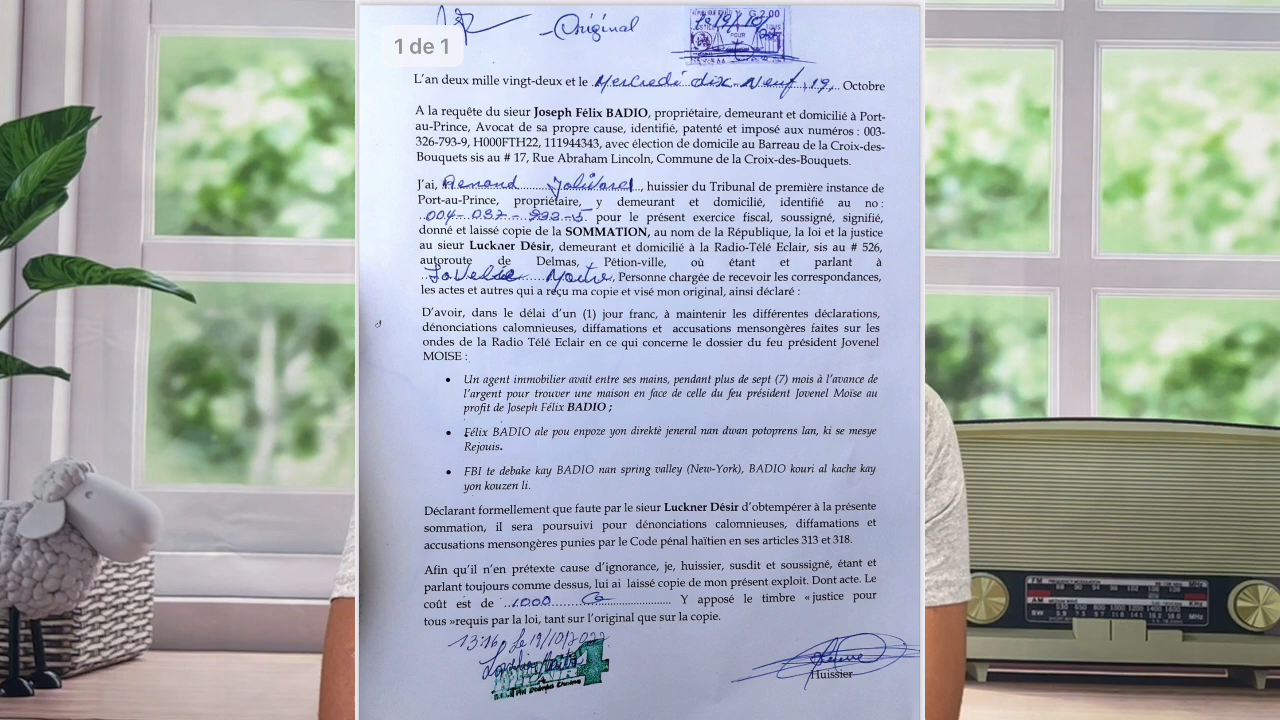 1 de 1
Original
G 2,00
le 19/10/
POUR
L'an deux mille vingt-deux et le Mercredi dix-Neuf, 19, Octobre
A la requête du sieur Joseph Félix BADIO, propriétaire, demeurant et domicilié à Port-
au-Prince, Avocat de sa propre cause, identifié, patenté et imposé aux numéros : 003-
326-793-9, H000FTH22, 111944343, avec élection de domicile au Barreau de la Croix-des-
Bouquets sis au # 17, Rue Abraham Lincoln, Commune de la Croix-des-Bouquets.
J'ai, , huissier du Tribunal de première instance de
Port-au-Prince, propriétaire, y demeurant et domicilié, identifié au no :
pour le présent exercice fiscal, soussigné, signifié,
donné et laissé copie de la SOMMATION, au nom de la République, la loi et la justice
au sieur Luckner Désir, demeurant et domicilié à la Radio-Télé Eclair, sis au # 526,
autoroute de Delmas, Pétion-ville, où étant et parlant à
, Personne chargée de recevoir les correspondances,
les actes et autres qui a reçu ma copie et visé mon original, ainsi déclaré :
D'avoir, dans le délai d'un (1) jour franc, à maintenir les différentes déclarations,
dénonciations calomnieuses, diffamations et accusations mensongères faites sur les
ondes de la Radio Télé Eclair en ce qui concerne le dossier du feu président Jovenel
MOISE :
• Un agent immobilier avait entre ses mains, pendant plus de sept (7) mois à l'avance de
l'argent pour trouver une maison en face de celle du feu président Jovenel Moise au
profit de Joseph Félix BADIO ;
• Félix BADIO ale pou enpoze yon direktè jeneral nan dwan potoprens lan, ki se mesye
Rejouis.
• FBI te debake kay BADIO nan spring valley (New-York), BADIO kouri al kache kay
yon kouzen li.
Déclarant formellement que faute par le sieur Luckner Désir d'obtempérer à la présente
sommation, il sera poursuivi pour dénonciations calomnieuses, diffamations et
accusations mensongères punies par le Code pénal haïtien en ses articles 313 et 318.
Afin qu'il n'en prétexte cause d'ignorance, je, huissier, susdit et soussigné, étant et
parlant toujours comme dessus, lui ai laissé copie de mon présent exploit. Dont acte. Le
coût est de 1000 Y apposé le timbre «justice pour
tous »requis par la loi, tant sur l'original que sur la copie.
13:16 le 19/10/2022
Huissier
FM
MHz
AM
SW
KHz
MHz